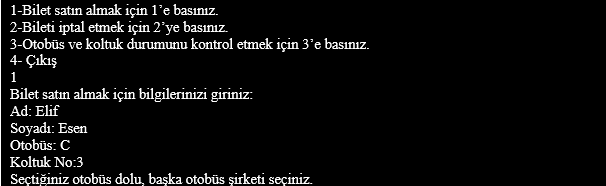 1-Bilet satın almak için 1’e basınız.
2-Bileti iptal etmek için 2’ye basınız.
3-Otobüs ve koltuk durumunu kontrol etmek için 3’e basınız.
4- Çıkış
1
Bilet satın almak için bilgilerinizi giriniz:
Ad: Elif
Soyadı: Esen
Otobüs: C
Koltuk No:3
Seçtiğiniz otobüs dolu, başka otobüs şirketi seçiniz.